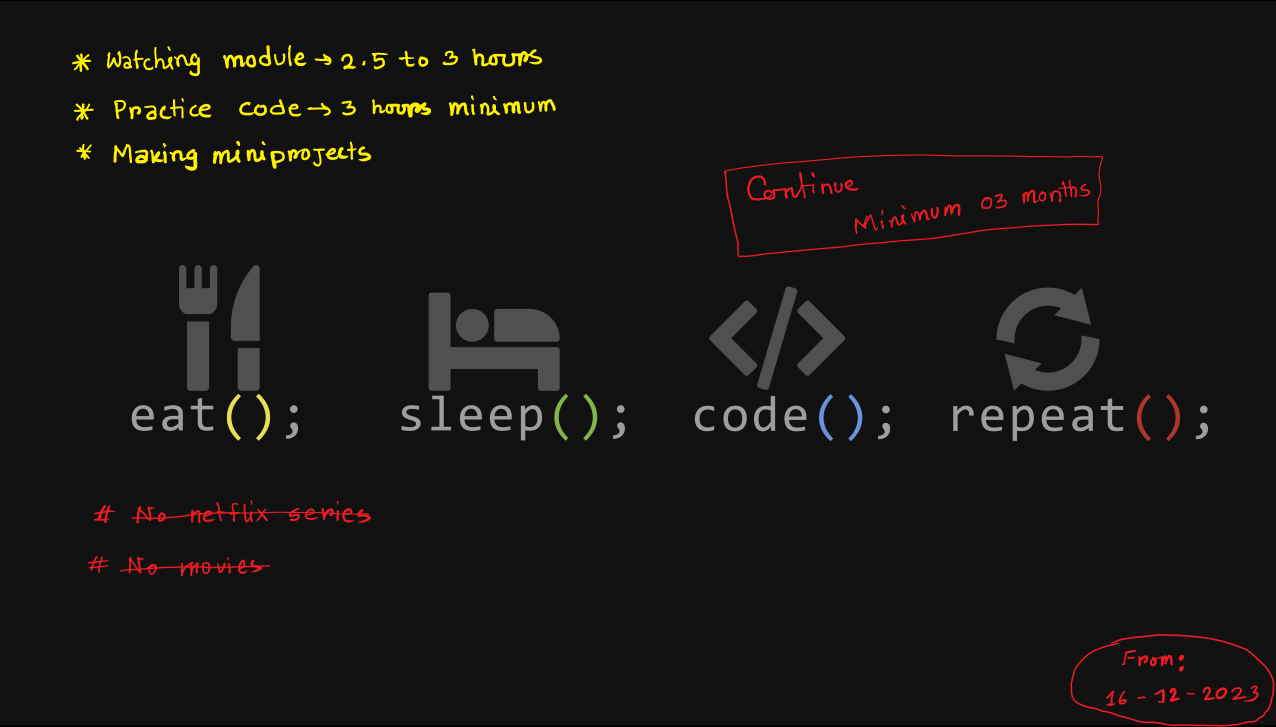 * Watching module → 2.5 to 3 hours
* Practice code → 3 hours minimum
* Making miniprojects
Continue
Minimum 03 months
eat(); sleep(); code(); repeat();
# No netflix series
# No movies
From:
16-12-2023